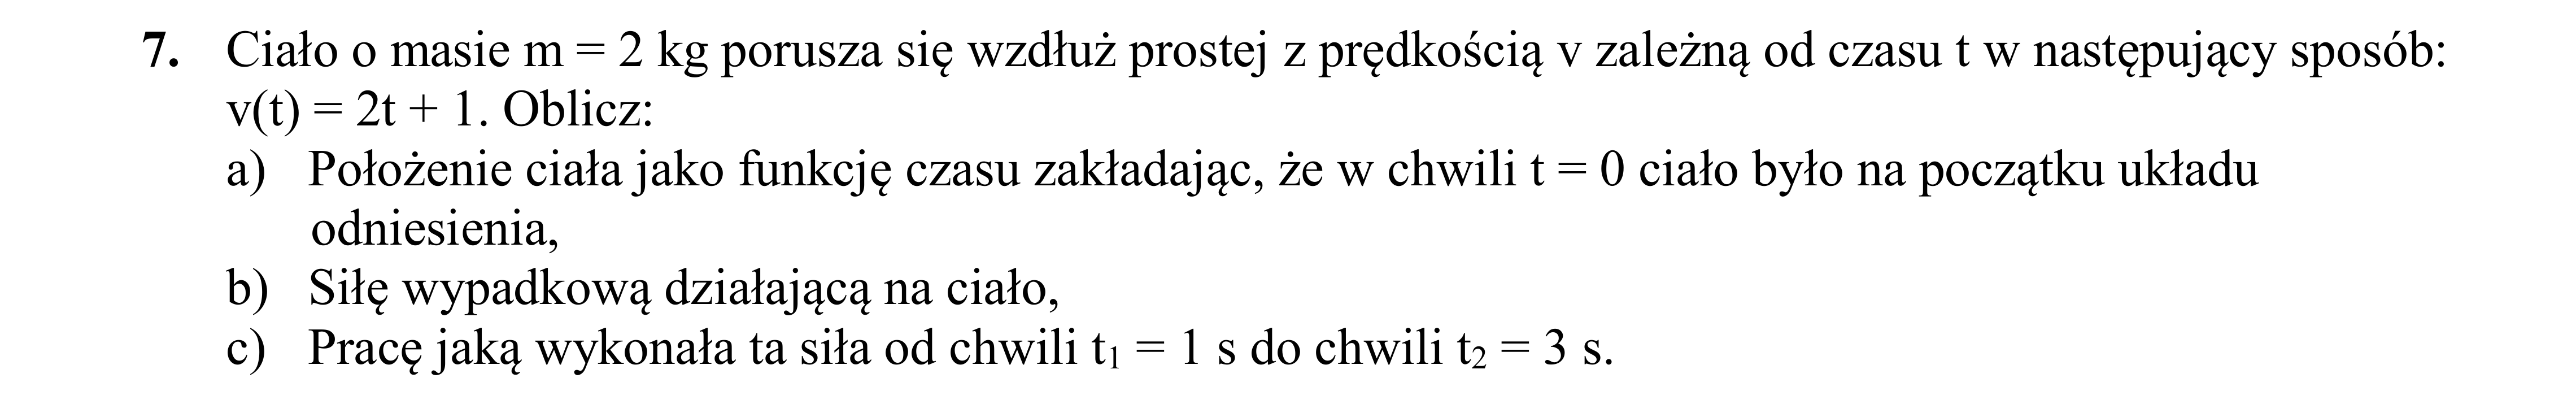 7. Ciało o masie m = 2 kg porusza się wzdłuż prostej z prędkością v zależną od czasu t w następujący sposób:
v(t) = 2t + 1. Oblicz:
a) Położenie ciała jako funkcję czasu zakładając, że w chwili t = 0 ciało było na początku układu
odniesienia,
b) Siłę wypadkową działającą na ciało,
c) Pracę jaką wykonała ta siła od chwili t₁ = 1 s do chwili t₂ = 3 s.